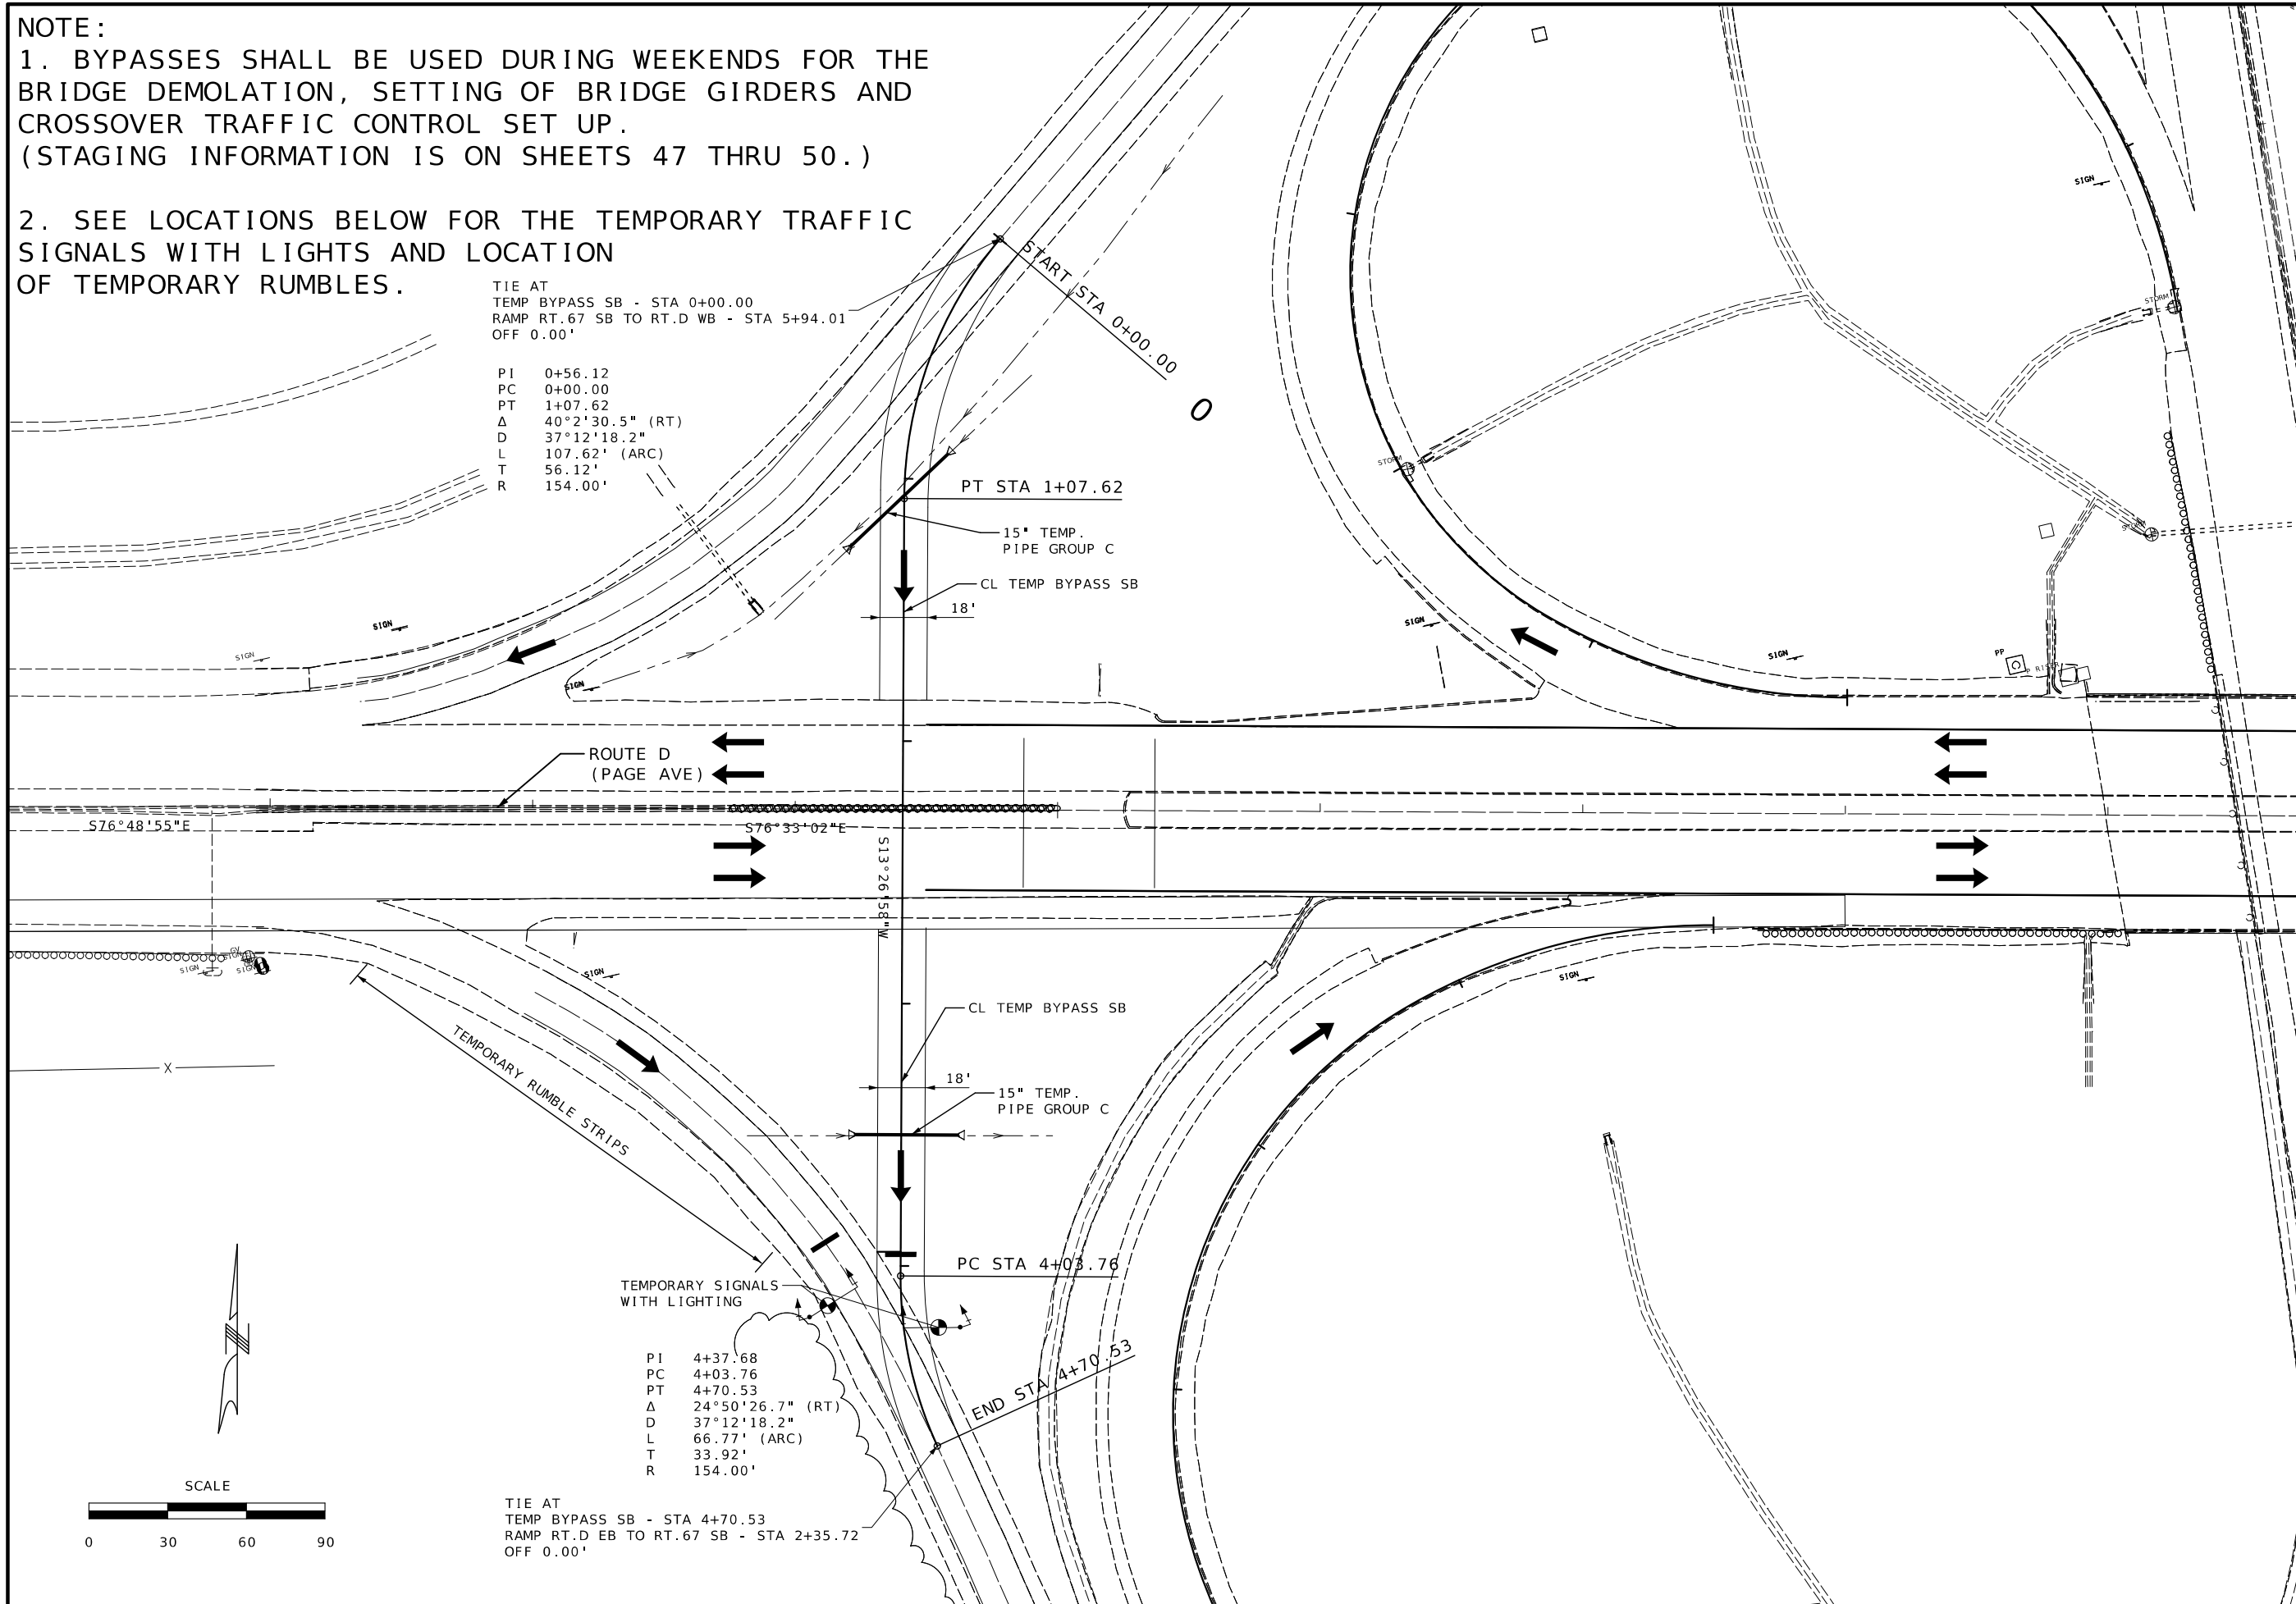 NOTE:
1. BYPASSES SHALL BE USED DURING WEEKENDS FOR THE
BRIDGE DEMOLATION, SETTING OF BRIDGE GIRDERS AND
CROSSOVER TRAFFIC CONTROL SET UP.
(STAGING INFORMATION IS ON SHEETS 47 THRU 50.)
2. SEE LOCATIONS BELOW FOR THE TEMPORARY TRAFFIC
SIGNALS WITH LIGHTS AND LOCATION
OF TEMPORARY RUMBLES.
TIE AT
TEMP BYPASS SB - STA 0+00.00
RAMP RT.67 SB TO RT.D WB - STA 5+94.01
OFF 0.00'
PI 0+56.12
PC 0+00.00
PT 1+07.62
Δ 40°2'30.5" (RT)
D 37°12'18.2"
L 107.62' (ARC)
T 56.12'
R 154.00'
START STA 0+00.00
0
PT STA 1+07.62
15" TEMP.
PIPE GROUP C
CL TEMP BYPASS SB
18'
SIGN
SIGN
SIGN
SIGN
SIGN
SIGN
STORM
STORM
PP
ROUTE D
(PAGE AVE)
S76°48'55"E
S76°33'02"E
S13°26'58"W
SIGN
SIGN
SIGN
GV
SIGN
X
TEMPORARY RUMBLE STRIPS
CL TEMP BYPASS SB
18'
15" TEMP.
PIPE GROUP C
PC STA 4+03.76
TEMPORARY SIGNALS
WITH LIGHTING
END STA 4+70.53
PI 4+37.68
PC 4+03.76
PT 4+70.53
Δ 24°50'26.7" (RT)
D 37°12'18.2"
L 66.77' (ARC)
T 33.92'
R 154.00'
TIE AT
TEMP BYPASS SB - STA 4+70.53
RAMP RT.D EB TO RT.67 SB - STA 2+35.72
OFF 0.00'
N
SCALE
0 30 60 90